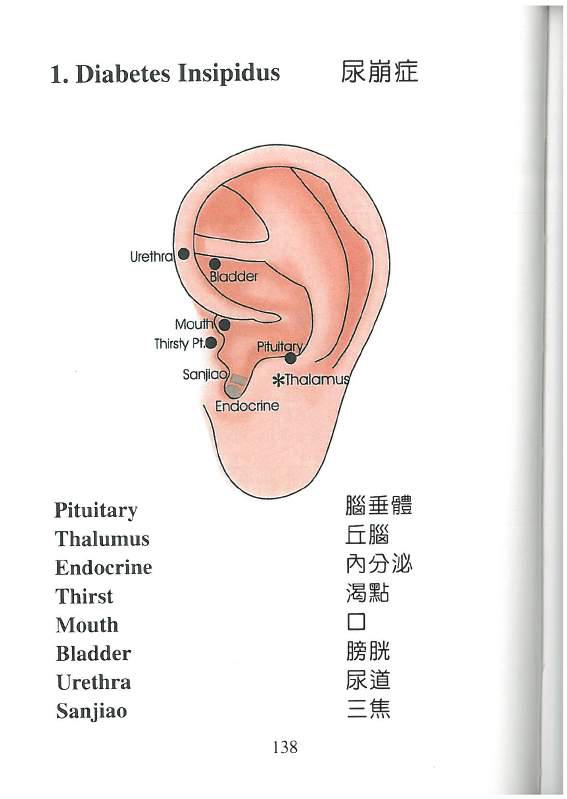 1. Diabetes Insipidus 尿崩症
Urethra
Bladder
Mouth
Thirsty Pt.
Pituitary
Sanjiao
*Thalamus
Endocrine
Pituitary 腦垂體
Thalumus 丘腦
Endocrine 內分泌
Thirst 渴點
Mouth 口
Bladder 膀胱
Urethra 尿道
Sanjiao 三焦
138